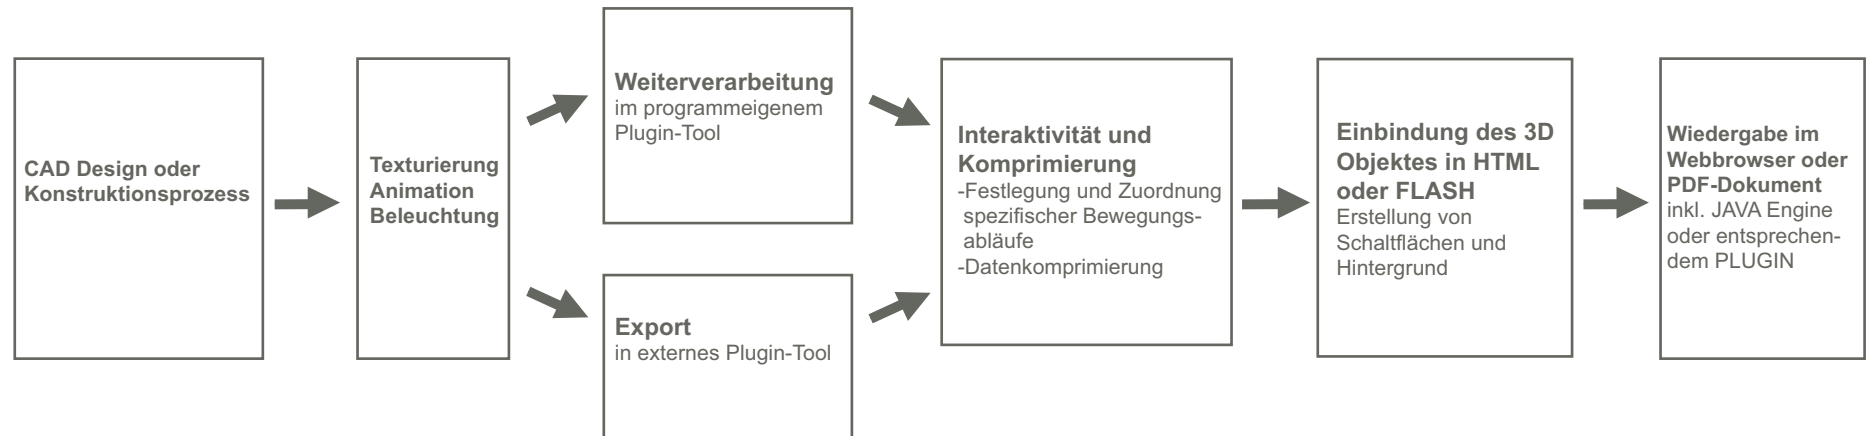 CAD Design oder
Konstruktionsprozess
Texturierung
Animation
Beleuchtung
Weiterverarbeitung
im programmeigenem
Plugin-Tool
Export
in externes Plugin-Tool
Interaktivität und
Komprimierung
-Festlegung und Zuordnung
spezifischer Bewegungs-
abläufe
-Datenkomprimierung
Einbindung des 3D
Objektes in HTML
oder FLASH
Erstellung von
Schaltflächen und
Hintergrund
Wiedergabe im
Webbrowser oder
PDF-Dokument
inkl. JAVA Engine
oder entsprechen-
dem PLUGIN